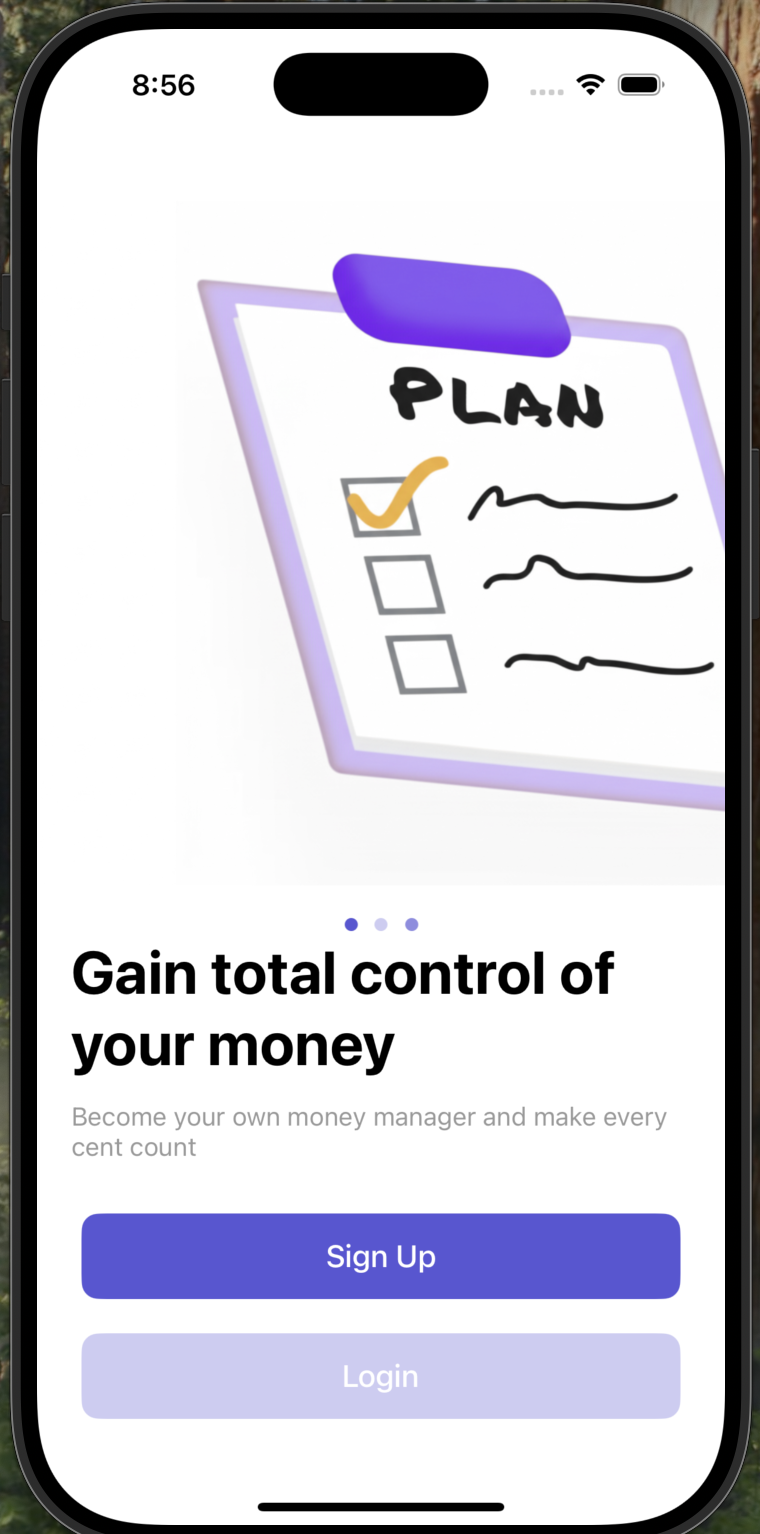 8:56
PLAN
Gain total control of
your money
Become your own money manager and make every
cent count
Sign Up
Login